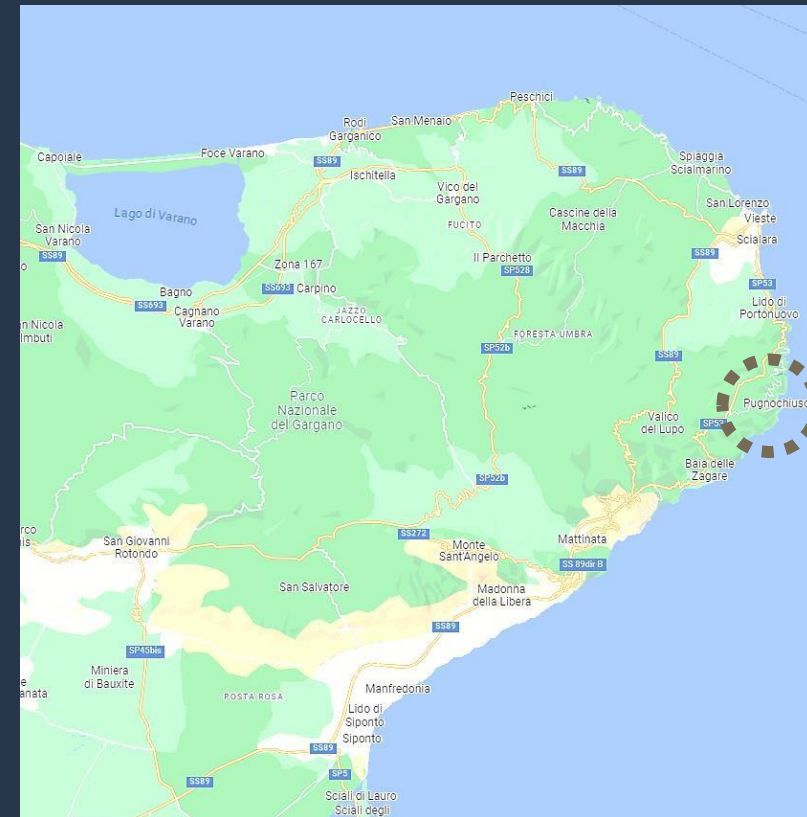 Peschici
Rodi
Garganico
San Menaio
Capoiale
Foce Varano
SS89
Ischitella
SS89
Spiaggia
Scialmarino
Vico del
Gargano
Lago di Varano
FUCITO
Cascine della
Macchia
San Lorenzo
Vieste
Scialara
San Nicola
Varano
SS89
Il Parchetto
SP528
SS89
Zona 167
SS693
Carpino
SP53
Lido di
Portonuovo
Bagno
SS693
Cagnano
Varano
JAZZO
CARLOCELLO
n Nicola
Imbuti
FORESTA UMBRA
SP52b
SS89
Parco
Nazionale
del Gargano
Pugnochiuso
Valico
del Lupo
SP53
Baia delle
Zagare
SP52b
San Giovanni
Rotondo
SS272
Monte
Sant'Angelo
Mattinata
SS 89dir B
San Salvatore
Madonna
della Libera
SS89
SP45bis
Miniera
di Bauxite
anata
POSTA ROSA
Manfredonia
Lido di
Siponto
Siponto
SS89
SP5
SS89
Sciali di Lauro
Sciali degli